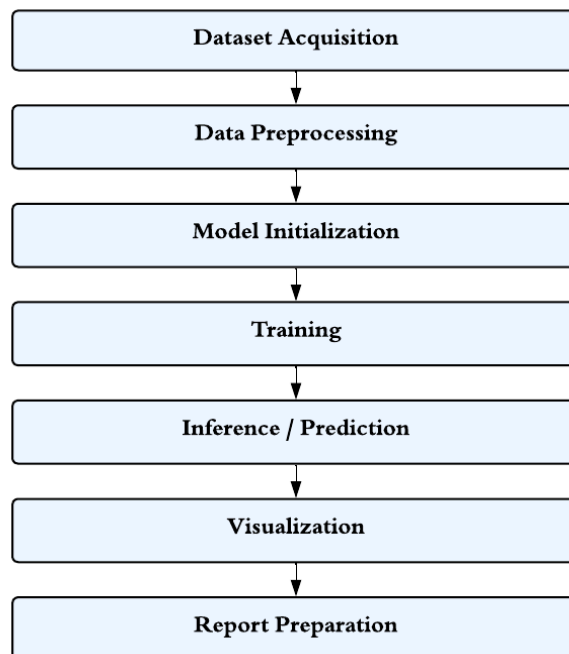 Dataset Acquisition
Data Preprocessing
Model Initialization
Training
Inference / Prediction
Visualization
Report Preparation